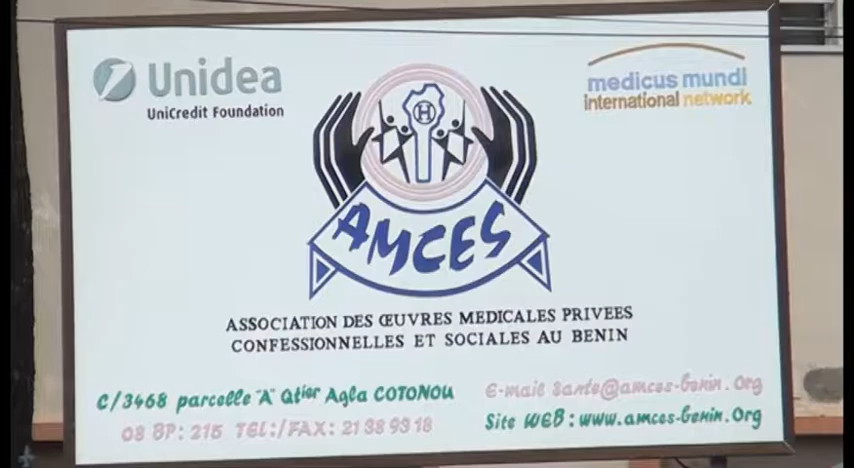 Unidea
UniCredit Foundation
medicus mundi
international network
H
AMCES
ASSOCIATION DES ŒUVRES MEDICALES PRIVEES
CONFESSIONNELLES ET SOCIALES AU BENIN
C/3468 parcelle "A" Qtier Agla COTONOU
08 BP: 215 TEL:/FAX: 21 38 93 18
E-mail Sante@amces-benin.Org
Site WEB: www.amces-benin.Org